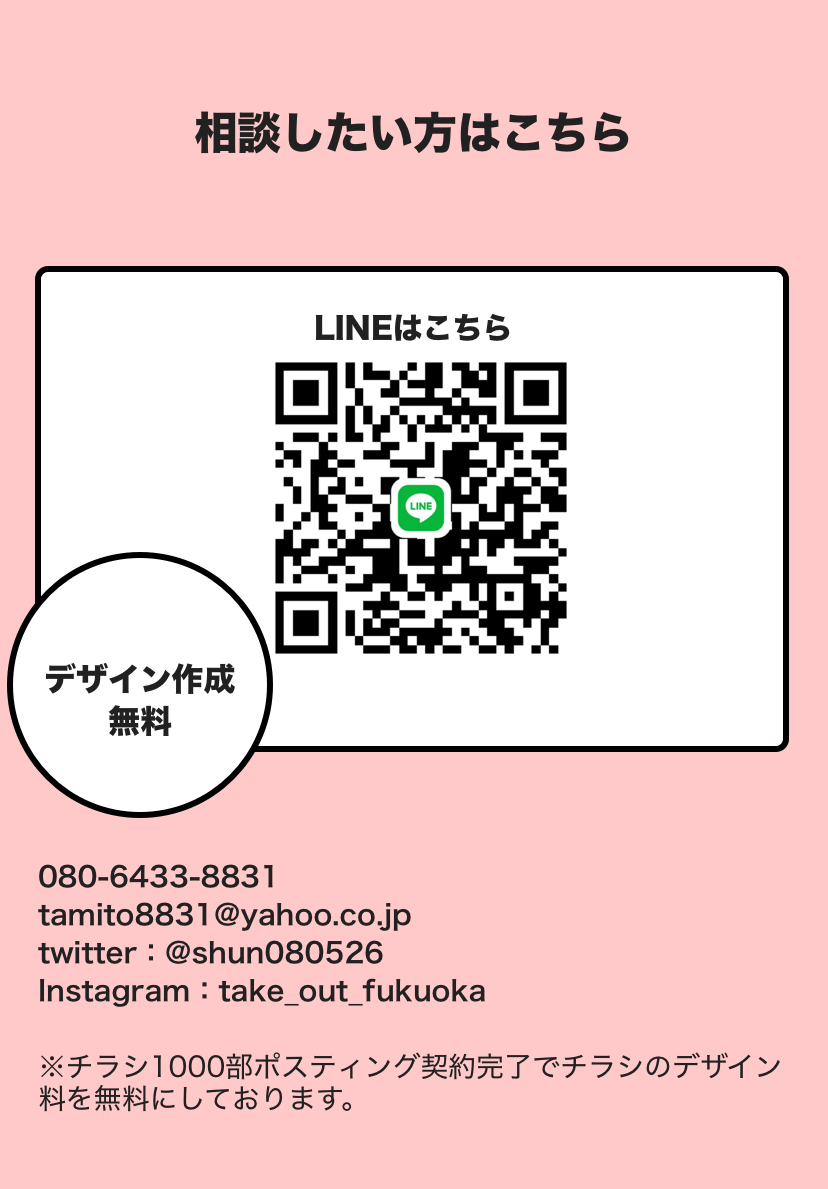 相談したい方はこちら
LINEはこちら
LINE
デザイン作成
無料
080-6433-8831
tamito8831@yahoo.co.jp
twitter：@shun080526
Instagram：take_out_fukuoka
※チラシ1000部ポスティング契約完了でチラシのデザイン
料を無料にしております。